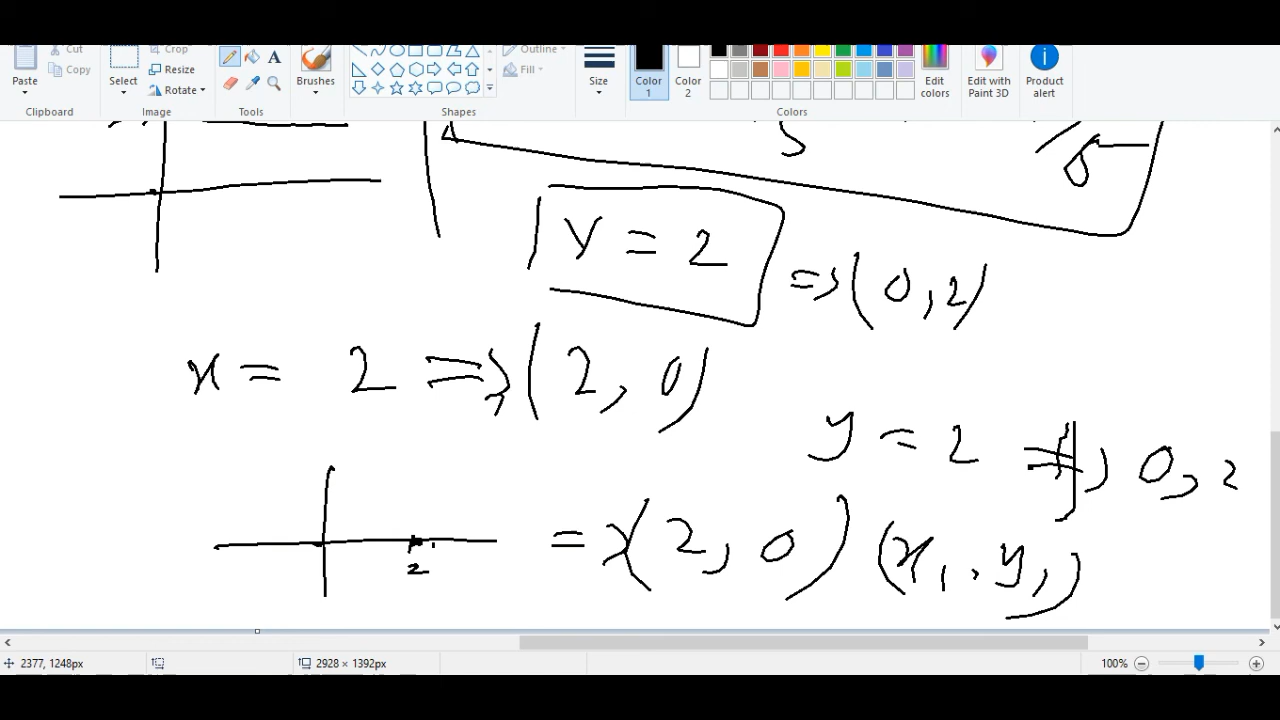 Paste
Cut
Copy
Clipboard
Select
Crop
Resize
Rotate
Image
A
Tools
Brushes
Outline
Fill
Shapes
Size
Color 1
Color 2
Edit colors
Colors
Edit with Paint 3D
Product alert
5
Y = 2
=> (0, 2)
x = 2 => (2, 0)
y = 2 => 0, 2
2
=> (2, 0) (x₁, y₁)
2377, 1248px
2928 × 1392px
100%